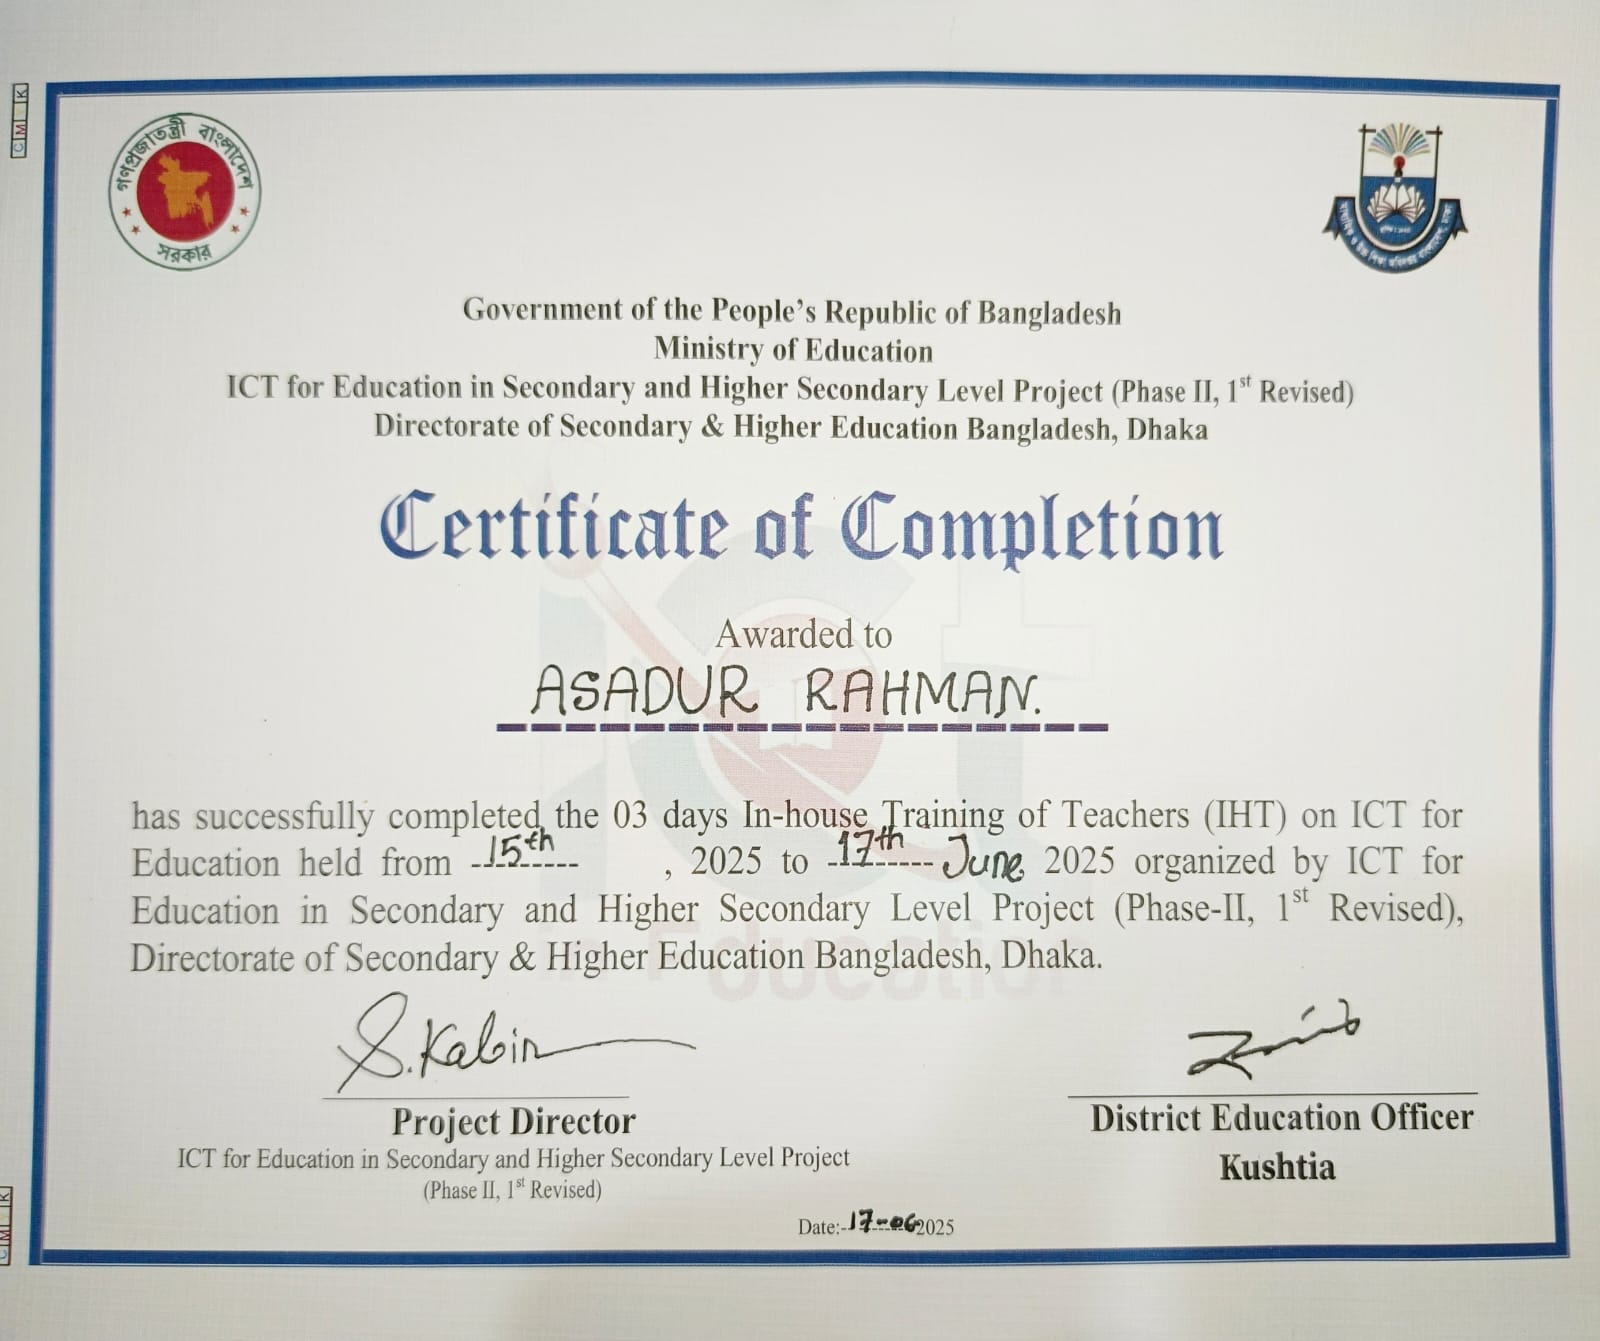 গণপ্রজাতন্ত্রী বাংলাদেশ
সরকার
Government of the People's Republic of Bangladesh
Ministry of Education
ICT for Education in Secondary and Higher Secondary Level Project (Phase II, 1st Revised)
Directorate of Secondary & Higher Education Bangladesh, Dhaka
Certificate of Completion
Awarded to
ASADUR RAHMAN.
has successfully completed the 03 days In-house Training of Teachers (IHT) on ICT for
Education held from 15th , 2025 to 17th June, 2025 organized by ICT for
Education in Secondary and Higher Secondary Level Project (Phase-II, 1st Revised),
Directorate of Secondary & Higher Education Bangladesh, Dhaka.
S.Kabir
Project Director
ICT for Education in Secondary and Higher Secondary Level Project
(Phase II, 1st Revised)
District Education Officer
Kushtia
Date:-17-06-2025